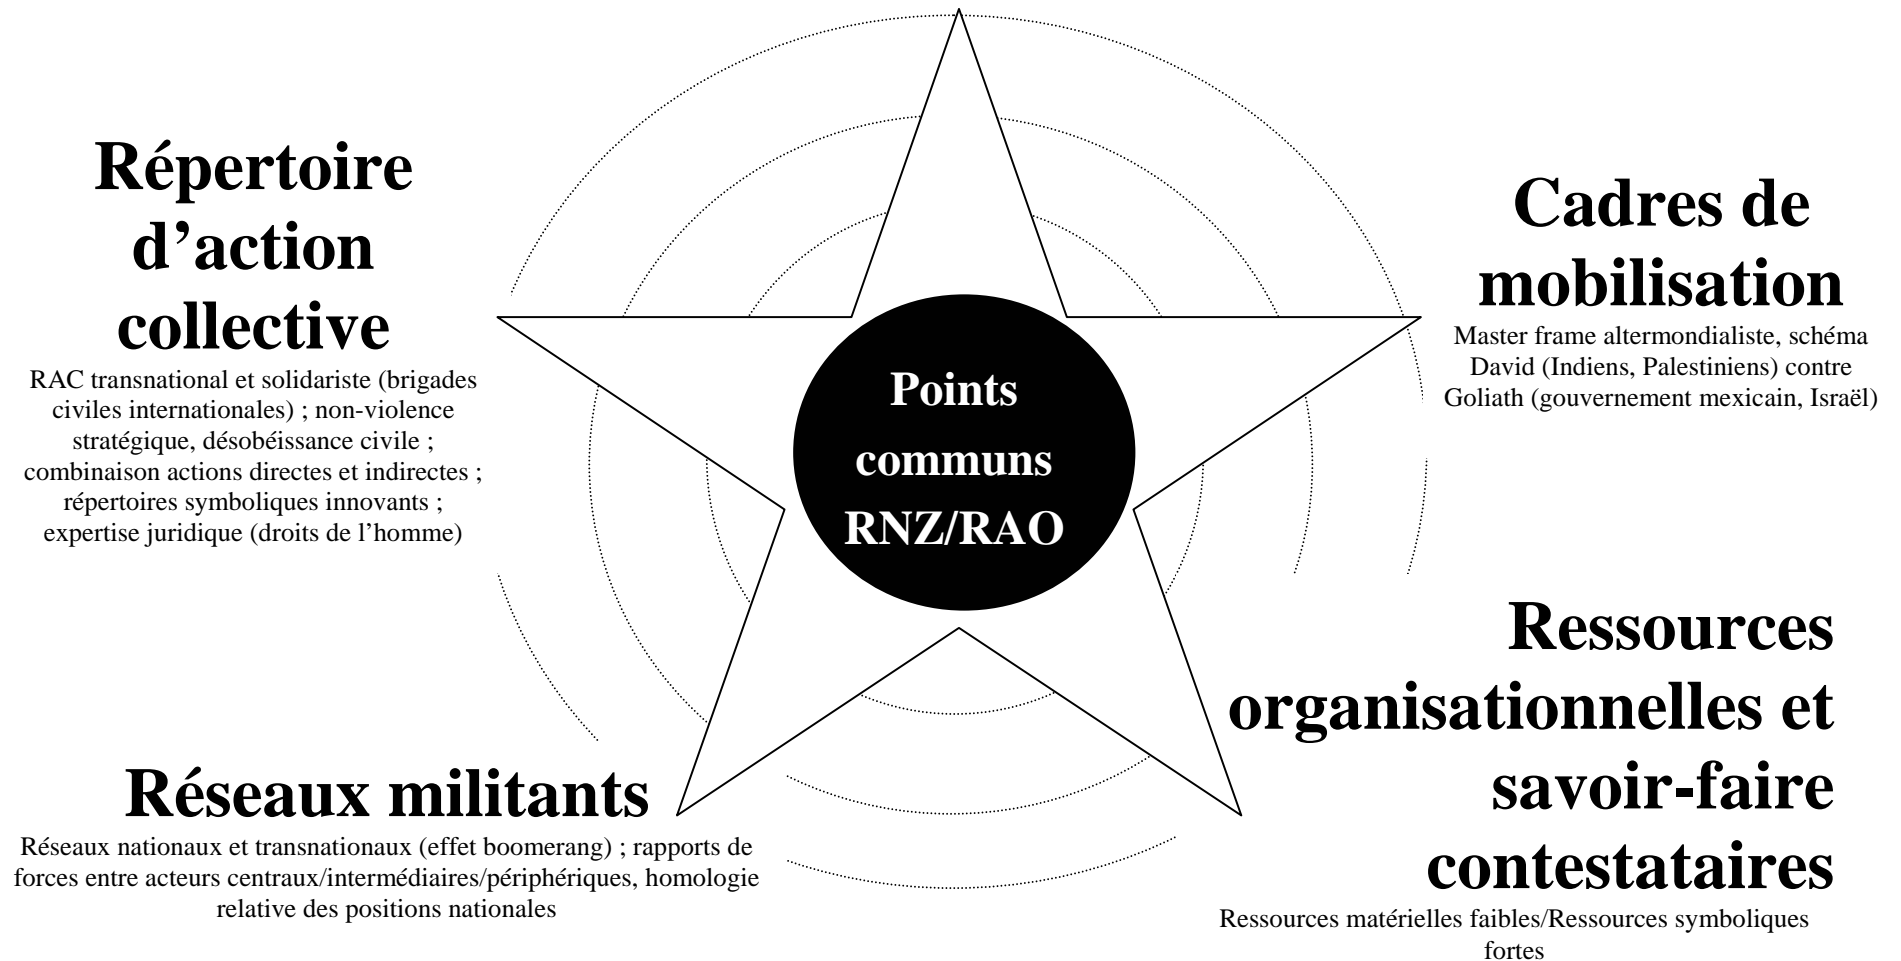 Répertoire
d’action
collective
RAC transnational et solidariste (brigades
civiles internationales) ; non-violence
stratégique, désobéissance civile ;
combinaison actions directes et indirectes ;
répertoires symboliques innovants ;
expertise juridique (droits de l’homme)
Cadres de
mobilisation
Master frame altermondialiste, schéma
David (Indiens, Palestiniens) contre
Goliath (gouvernement mexicain, Israël)
Points
communs
RNZ/RAO
Réseaux militants
Réseaux nationaux et transnationaux (effet boomerang) ; rapports de
forces entre acteurs centraux/intermédiaires/périphériques, homologie
relative des positions nationales
Ressources
organisationnelles et
savoir-faire
contestataires
Ressources matérielles faibles/Ressources symboliques
fortes